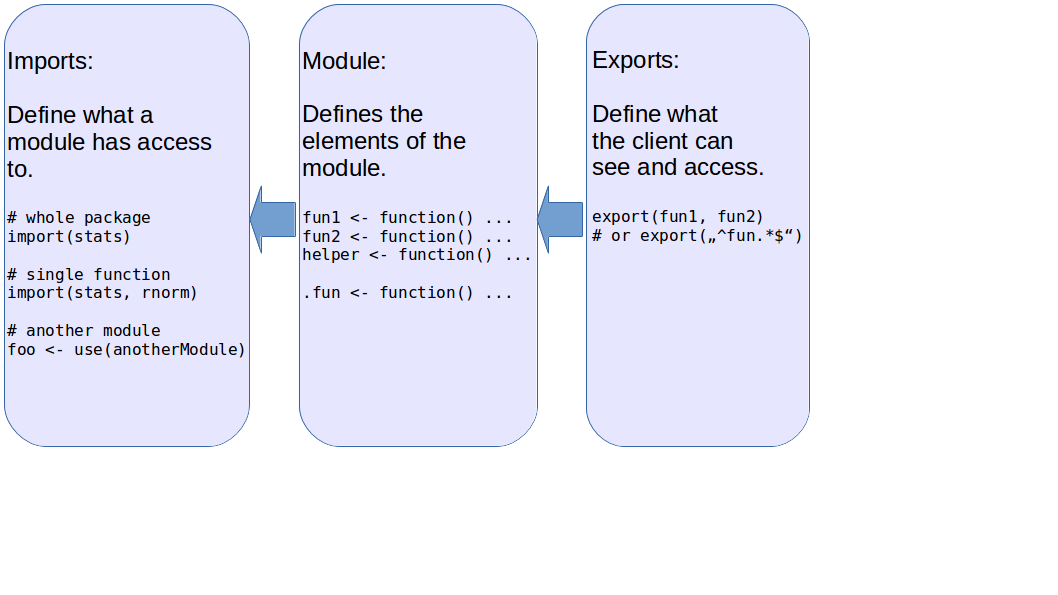 Imports:
Define what a
module has access
to.
# whole package
import(stats)
# single function
import(stats, rnorm)
# another module
foo <- use(anotherModule)
Module:
Defines the
elements of the
module.
fun1 <- function() ...
fun2 <- function() ...
helper <- function() ...
.fun <- function() ...
Exports:
Define what
the client can
see and access.
export(fun1, fun2)
# or export(„^fun.*$“)